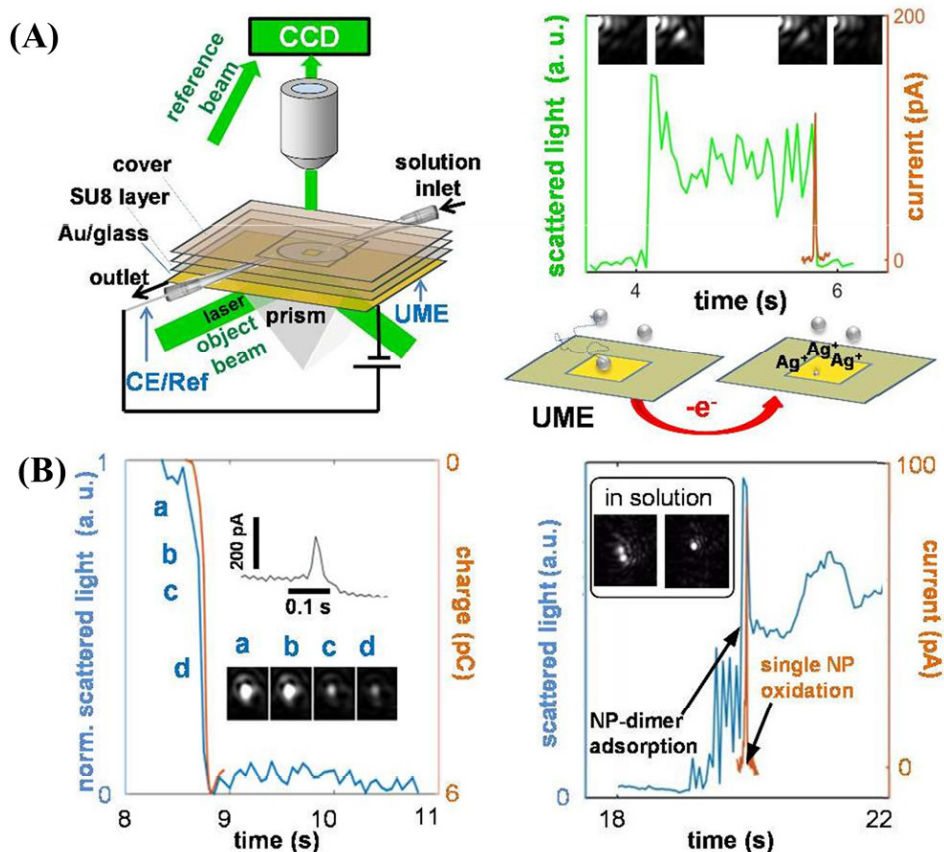 (A)
CCD
reference
beam
cover
SU8 layer
Au/glass
outlet
solution
inlet
laser
prism
object
beam
UME
CE/Ref
scattered light (a. u.)
200
0
current (pA)
4
6
time (s)
Ag+
Ag+
Ag+
UME
-e-
(B)
norm. scattered light (a. u.)
1
0
a
b
c
d
200 pA
0.1 s
a b c d
0
6
charge (pC)
8 9 10 11
time (s)
scattered light (a.u.)
0
in solution
NP-dimer
adsorption
single NP
oxidation
100
0
current (pA)
18
20
22
time (s)